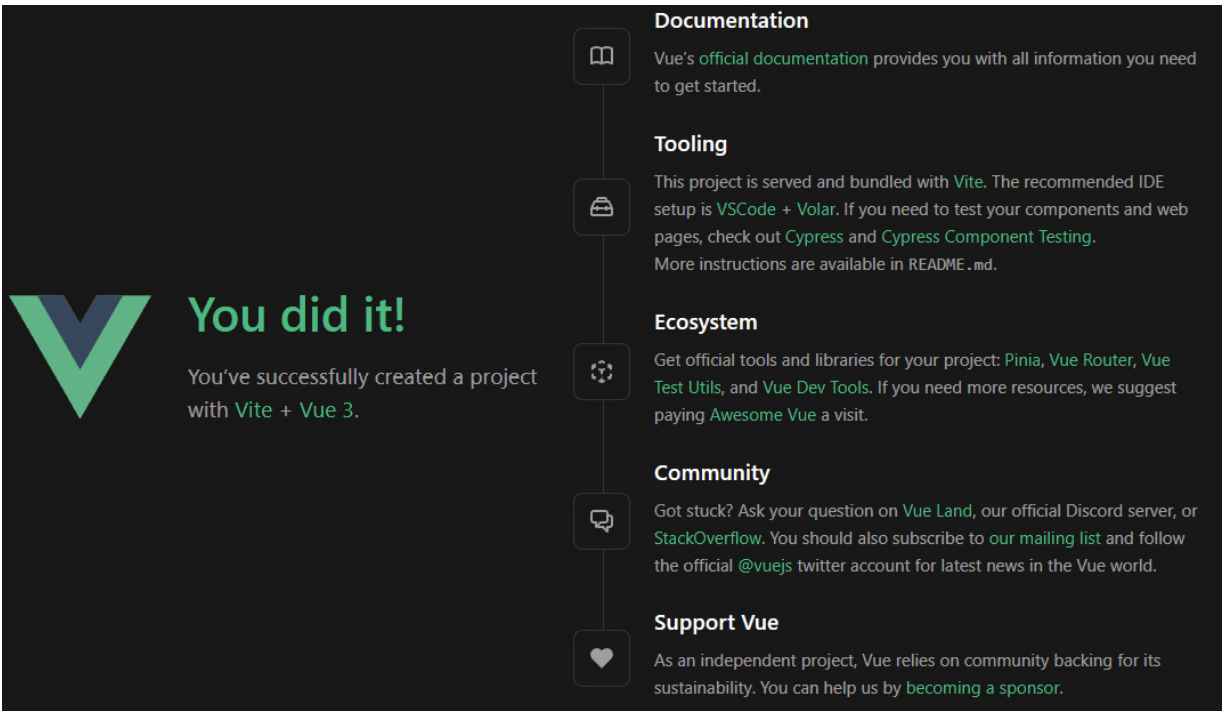 You did it!
You've successfully created a project
with Vite + Vue 3.
Documentation
Vue's official documentation provides you with all information you need
to get started.
Tooling
This project is served and bundled with Vite. The recommended IDE
setup is VSCode + Volar. If you need to test your components and web
pages, check out Cypress and Cypress Component Testing.
More instructions are available in README.md.
Ecosystem
Get official tools and libraries for your project: Pinia, Vue Router, Vue
Test Utils, and Vue Dev Tools. If you need more resources, we suggest
paying Awesome Vue a visit.
Community
Got stuck? Ask your question on Vue Land, our official Discord server, or
StackOverflow. You should also subscribe to our mailing list and follow
the official @vuejs twitter account for latest news in the Vue world.
Support Vue
As an independent project, Vue relies on community backing for its
sustainability. You can help us by becoming a sponsor.